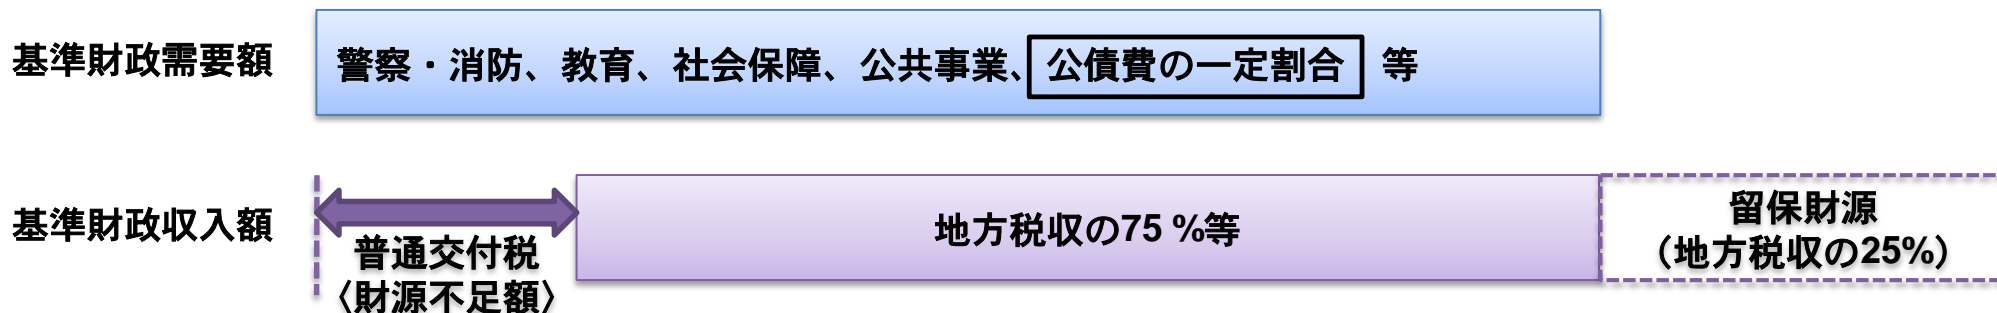 基準財政需要額
警察・消防、教育、社会保障、公共事業、公債費の一定割合 等
基準財政収入額
普通交付税
〈財源不足額〉
地方税収の75 %等
留保財源
（地方税収の25%）